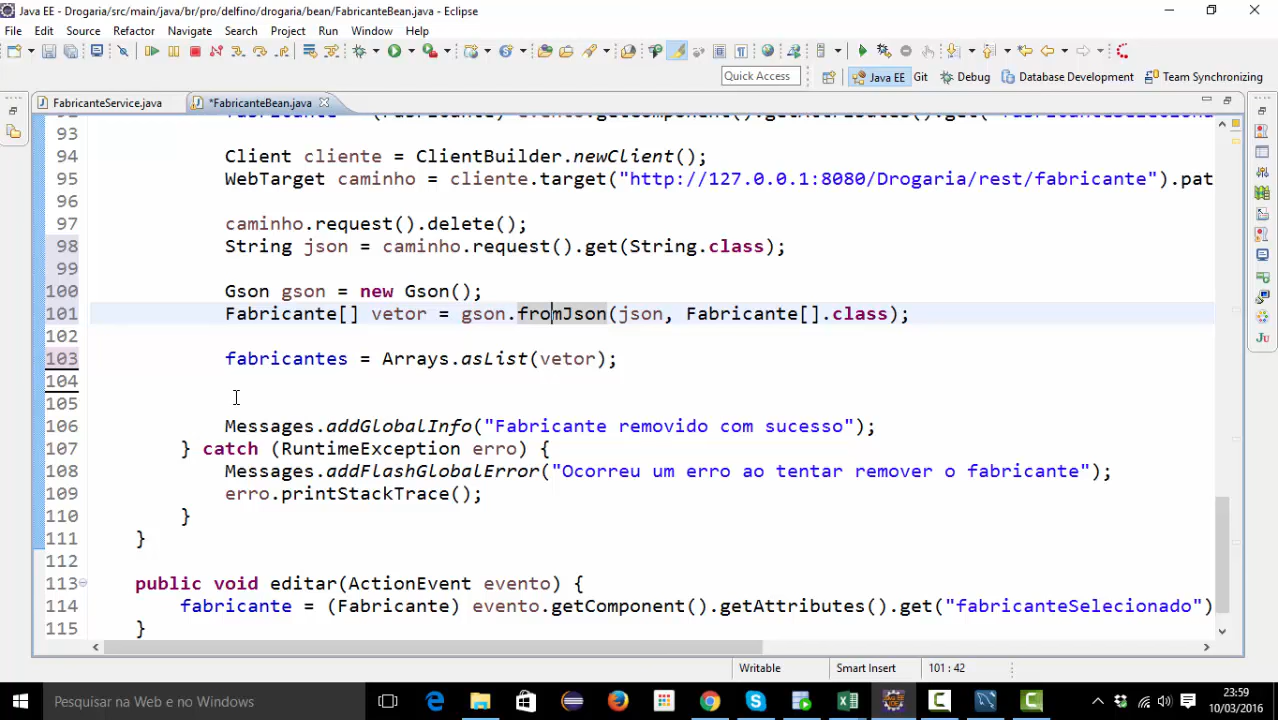 Java EE - Drogaria/src/main/java/br/pro/delfino/drogaria/bean/FabricanteBean.java - Eclipse
File Edit Source Refactor Navigate Search Project Run Window Help
Quick Access Java EE Git Debug Database Development Team Synchronizing
FabricanteService.java *FabricanteBean.java
93
94 Client cliente = ClientBuilder.newClient();
95 WebTarget caminho = cliente.target("http://127.0.0.1:8080/Drogaria/rest/fabricante").pat
96
97 caminho.request().delete();
98 String json = caminho.request().get(String.class);
99
100 Gson gson = new Gson();
101 Fabricante[] vetor = gson.fromJson(json, Fabricante[].class);
102
103 fabricantes = Arrays.asList(vetor);
104
105
106 Messages.addGlobalInfo("Fabricante removido com sucesso");
107 } catch (RuntimeException erro) {
108 Messages.addFlashGlobalError("Ocorreu um erro ao tentar remover o fabricante");
109 erro.printStackTrace();
110 }
111 }
112
113 public void editar(ActionEvent evento) {
114 fabricante = (Fabricante) evento.getComponent().getAttributes().get("fabricanteSelecionado")
115 }
Writable Smart Insert 101 : 42
Pesquisar na Web e no Windows
23:59
10/03/2016